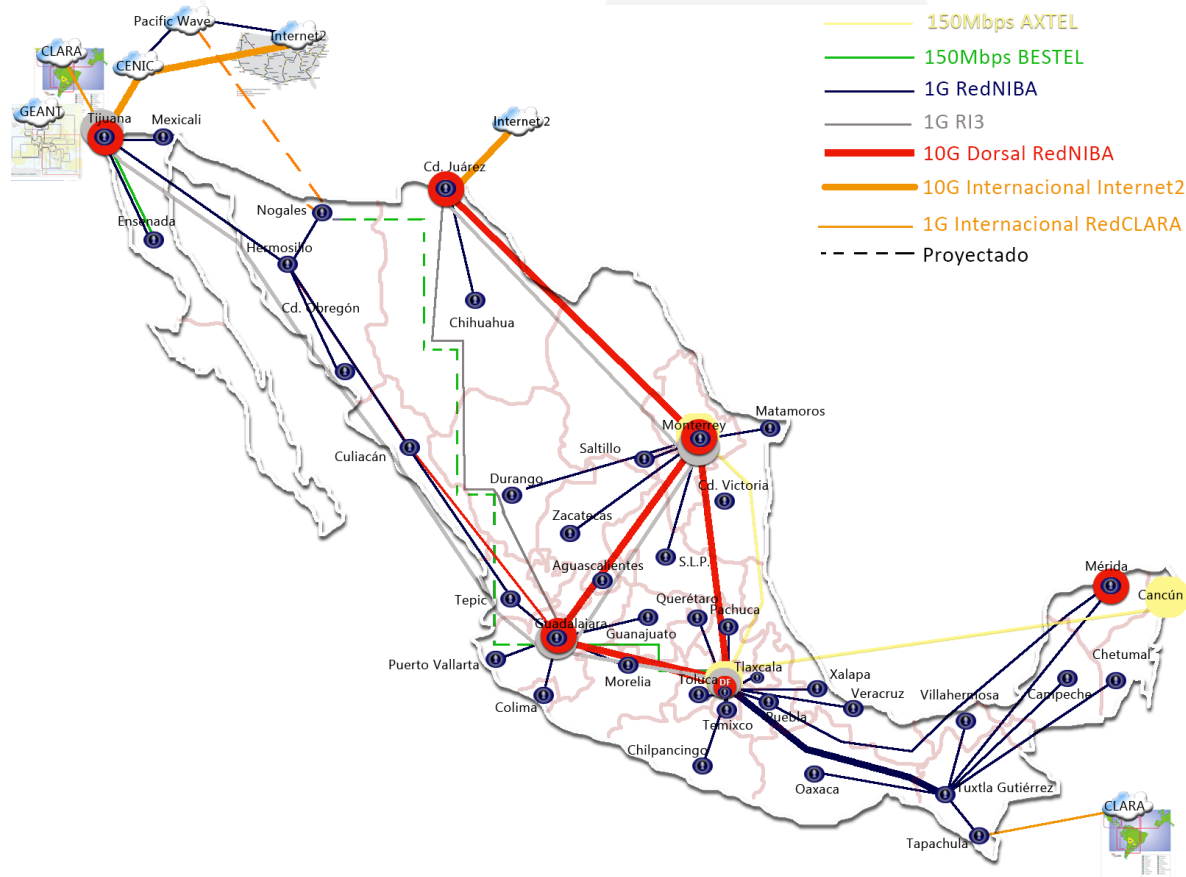 150Mbps AXTEL
150Mbps BESTEL
1G RedNIBA
1G RI3
10G Dorsal RedNIBA
10G Internacional Internet2
1G Internacional RedCLARA
Proyectado
Pacific Wave
Internet2
CLARA
CENIC
GEANT
Tijuana
Mexicali
Internet 2
Cd. Juárez
Nogales
Ensenada
Hermosillo
Cd. Obregón
Chihuahua
Matamoros
Monterrey
Saltillo
Culiacán
Durango
Cd. Victoria
Zacatecas
S.L.P.
Aguascalientes
Mérida
Cancún
Tepic
Querétaro
Pachuca
Guadalajara
Guanajuato
Chetumal
Puerto Vallarta
Morelia
Toluca
Tlaxcala
DF
Xalapa
Veracruz
Villahermosa
Campeche
Colima
Temixco
Puebla
Chilpancingo
Oaxaca
Tuxtla Gutiérrez
CLARA
Tapachula